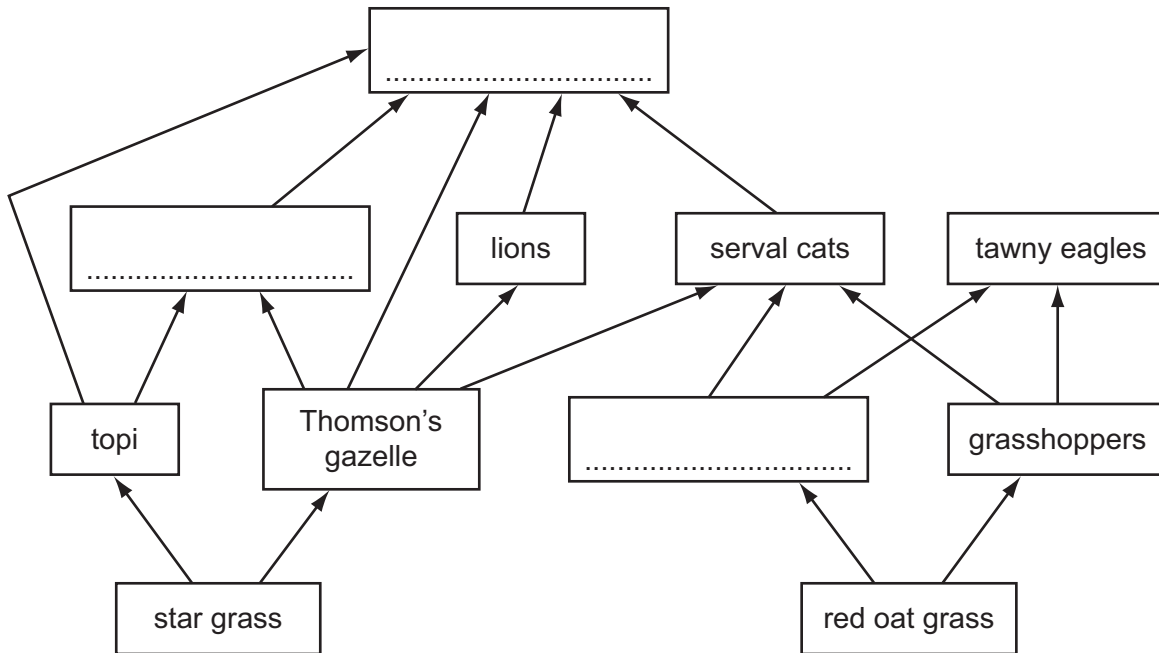 ................................
................................
lions
serval cats
tawny eagles
topi
Thomson's
gazelle
................................
grasshoppers
star grass
red oat grass